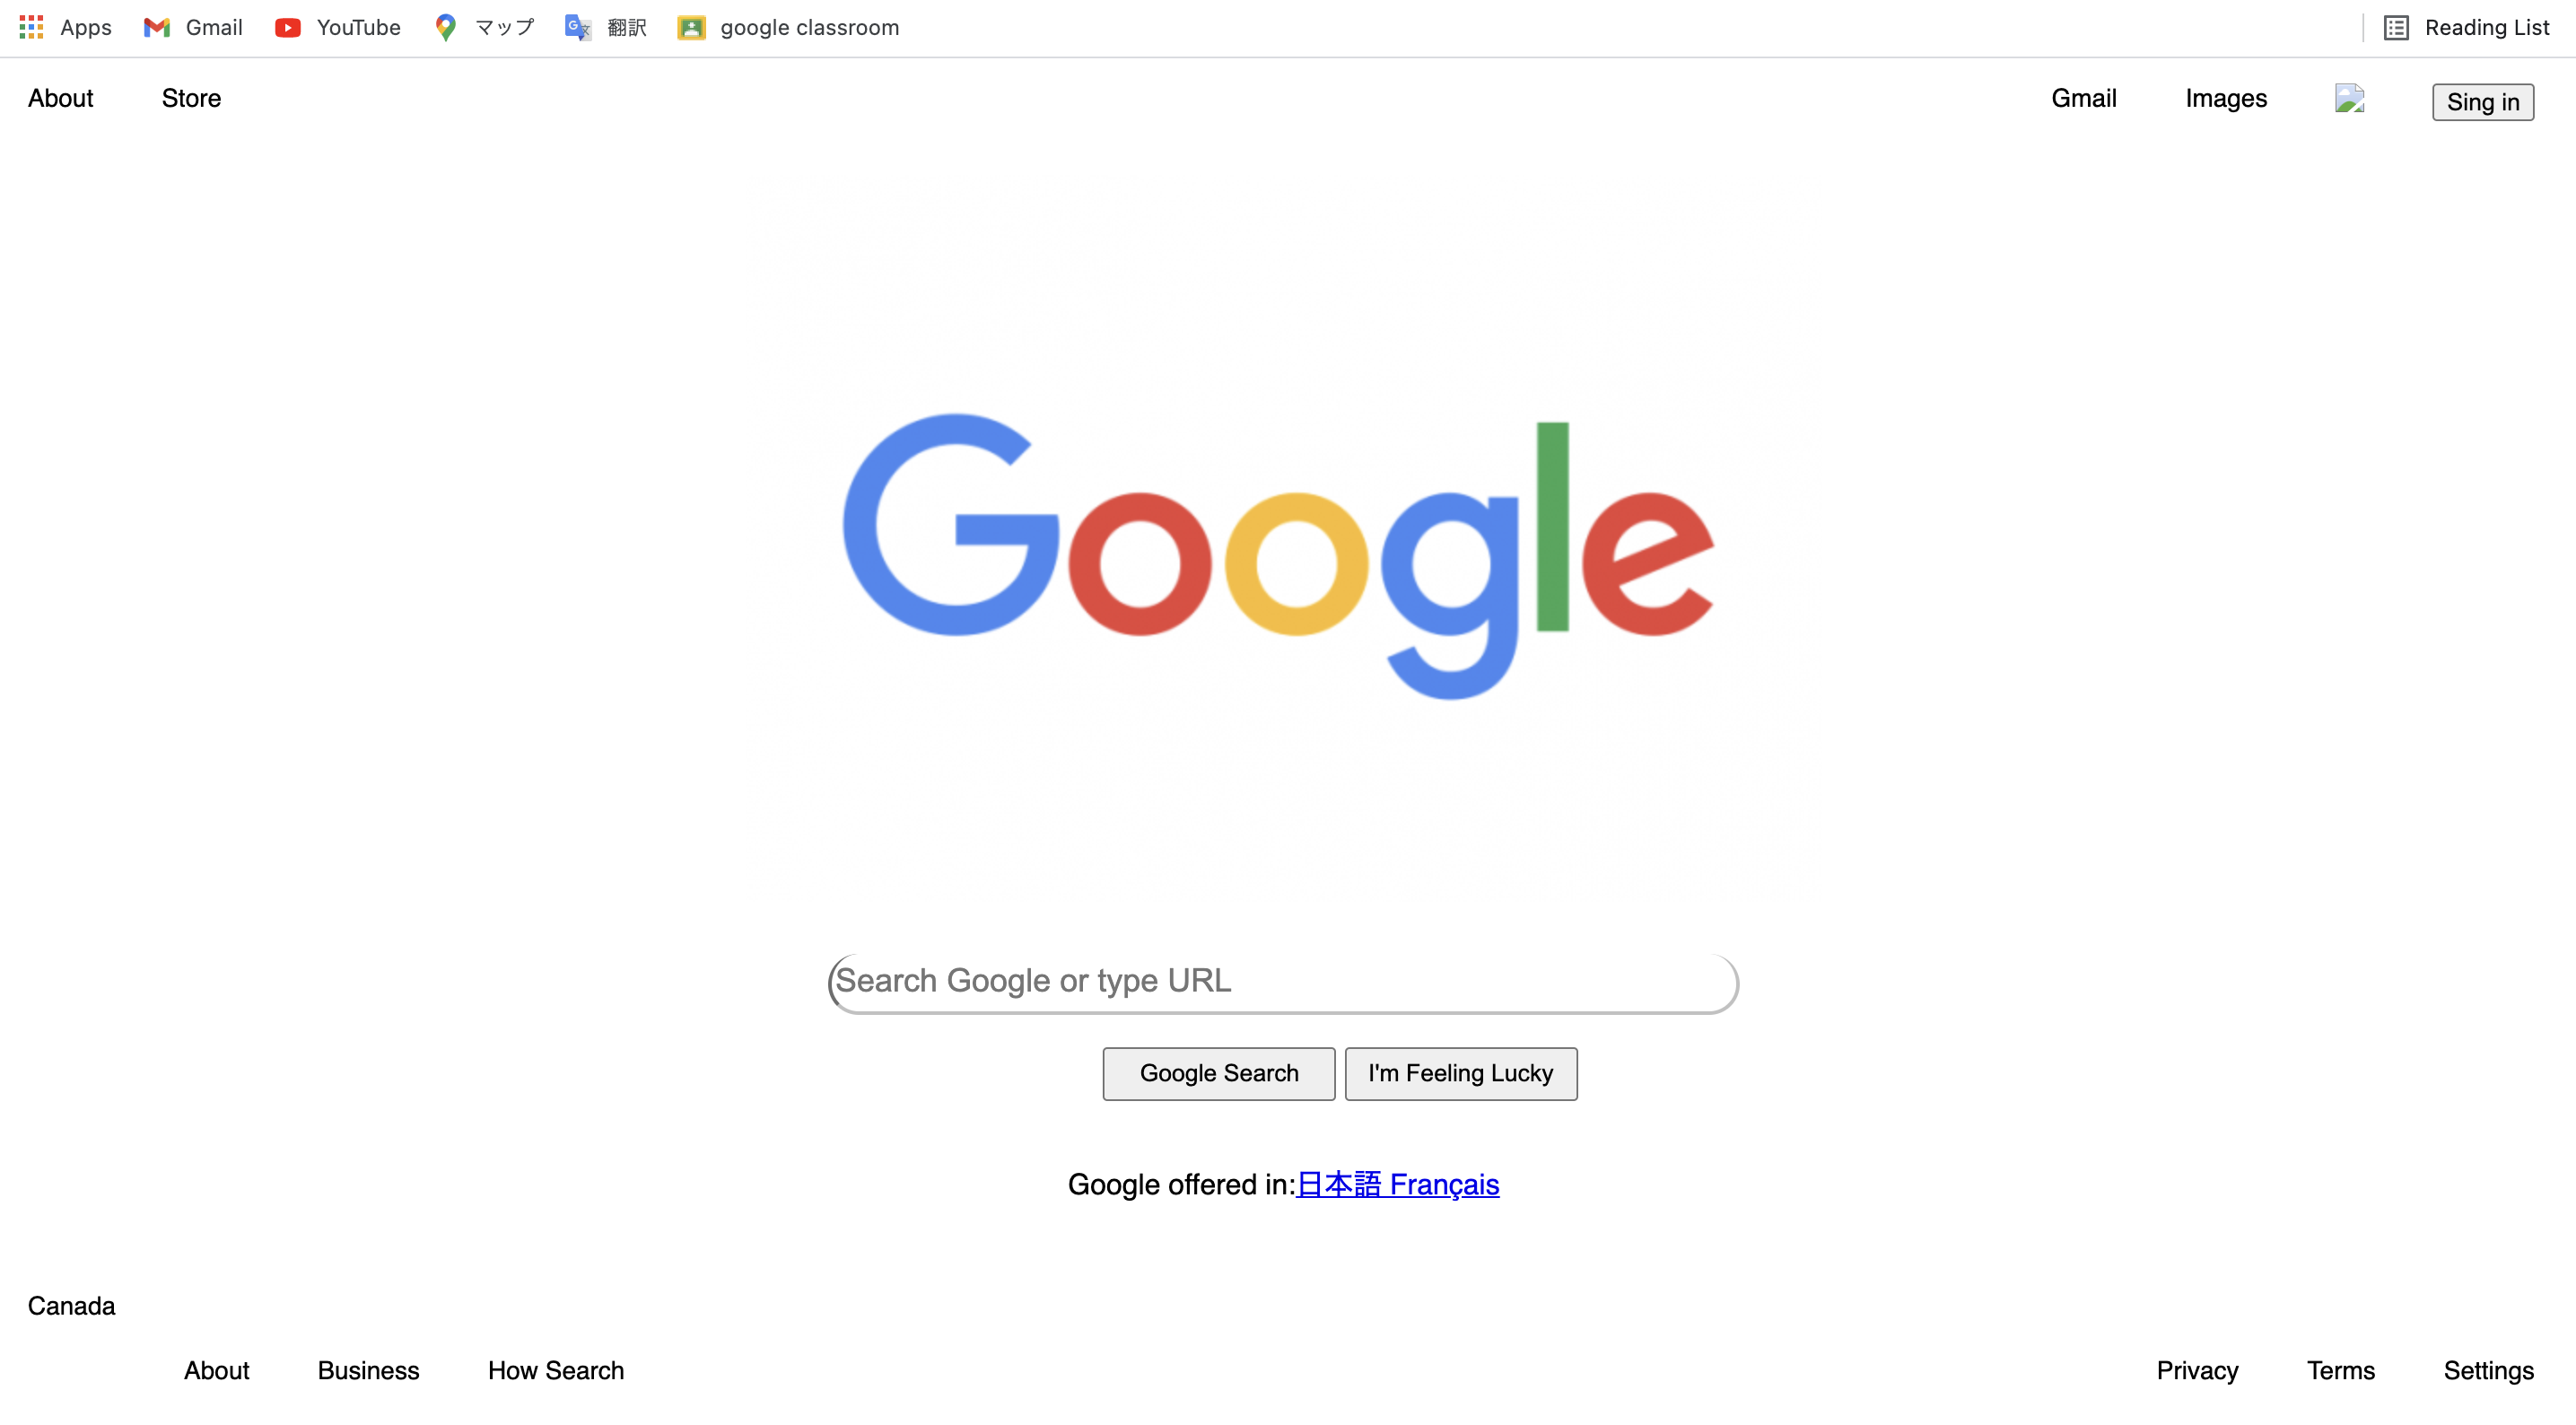 Apps Gmail YouTube マップ 翻訳 google classroom Reading List
About Store Gmail Images Sing in
Google
Search Google or type URL
Google Search I'm Feeling Lucky
Google offered in:日本語 Français
Canada
About Business How Search Privacy Terms Settings